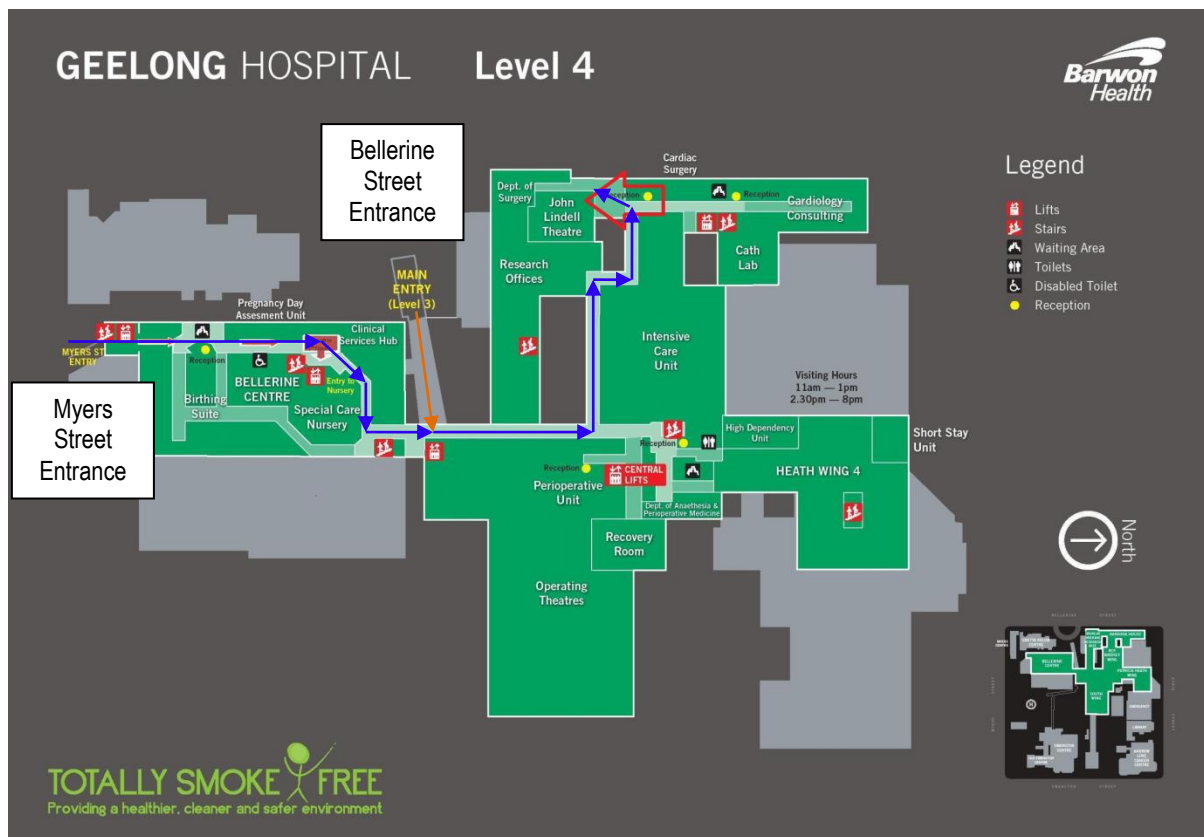 GEELONG HOSPITAL Level 4
Barwon
Health
Bellerine
Street
Entrance
Cardiac
Surgery
Dept. of
Surgery
John
Lindell
Theatre
Reception
Cardiology
Consulting
Cath
Lab
Research
Offices
MAIN
ENTRY
(Level 3)
Pregnancy Day
Assesment Unit
Clinical
Services Hub
MYERS ST
ENTRY
Reception
BELLERINE
CENTRE
Entry to
Nursery
Birthing
Suite
Special Care
Nursery
Myers
Street
Entrance
Intensive
Care
Unit
Visiting Hours
11am — 1pm
2.30pm — 8pm
High Dependency
Unit
Short Stay
Unit
Reception
HEATH WING 4
Reception
CENTRAL
LIFTS
Perioperative
Unit
Dept. of Anaethesia &
Perioperative Medicine
Recovery
Room
Operating
Theatres
Legend
Lifts
Stairs
Waiting Area
Toilets
Disabled Toilet
Reception
North
BELLERINE STREET
BELLERINE
CENTRE
TOTALLY SMOKE FREE
Providing a healthier, cleaner and safer environment